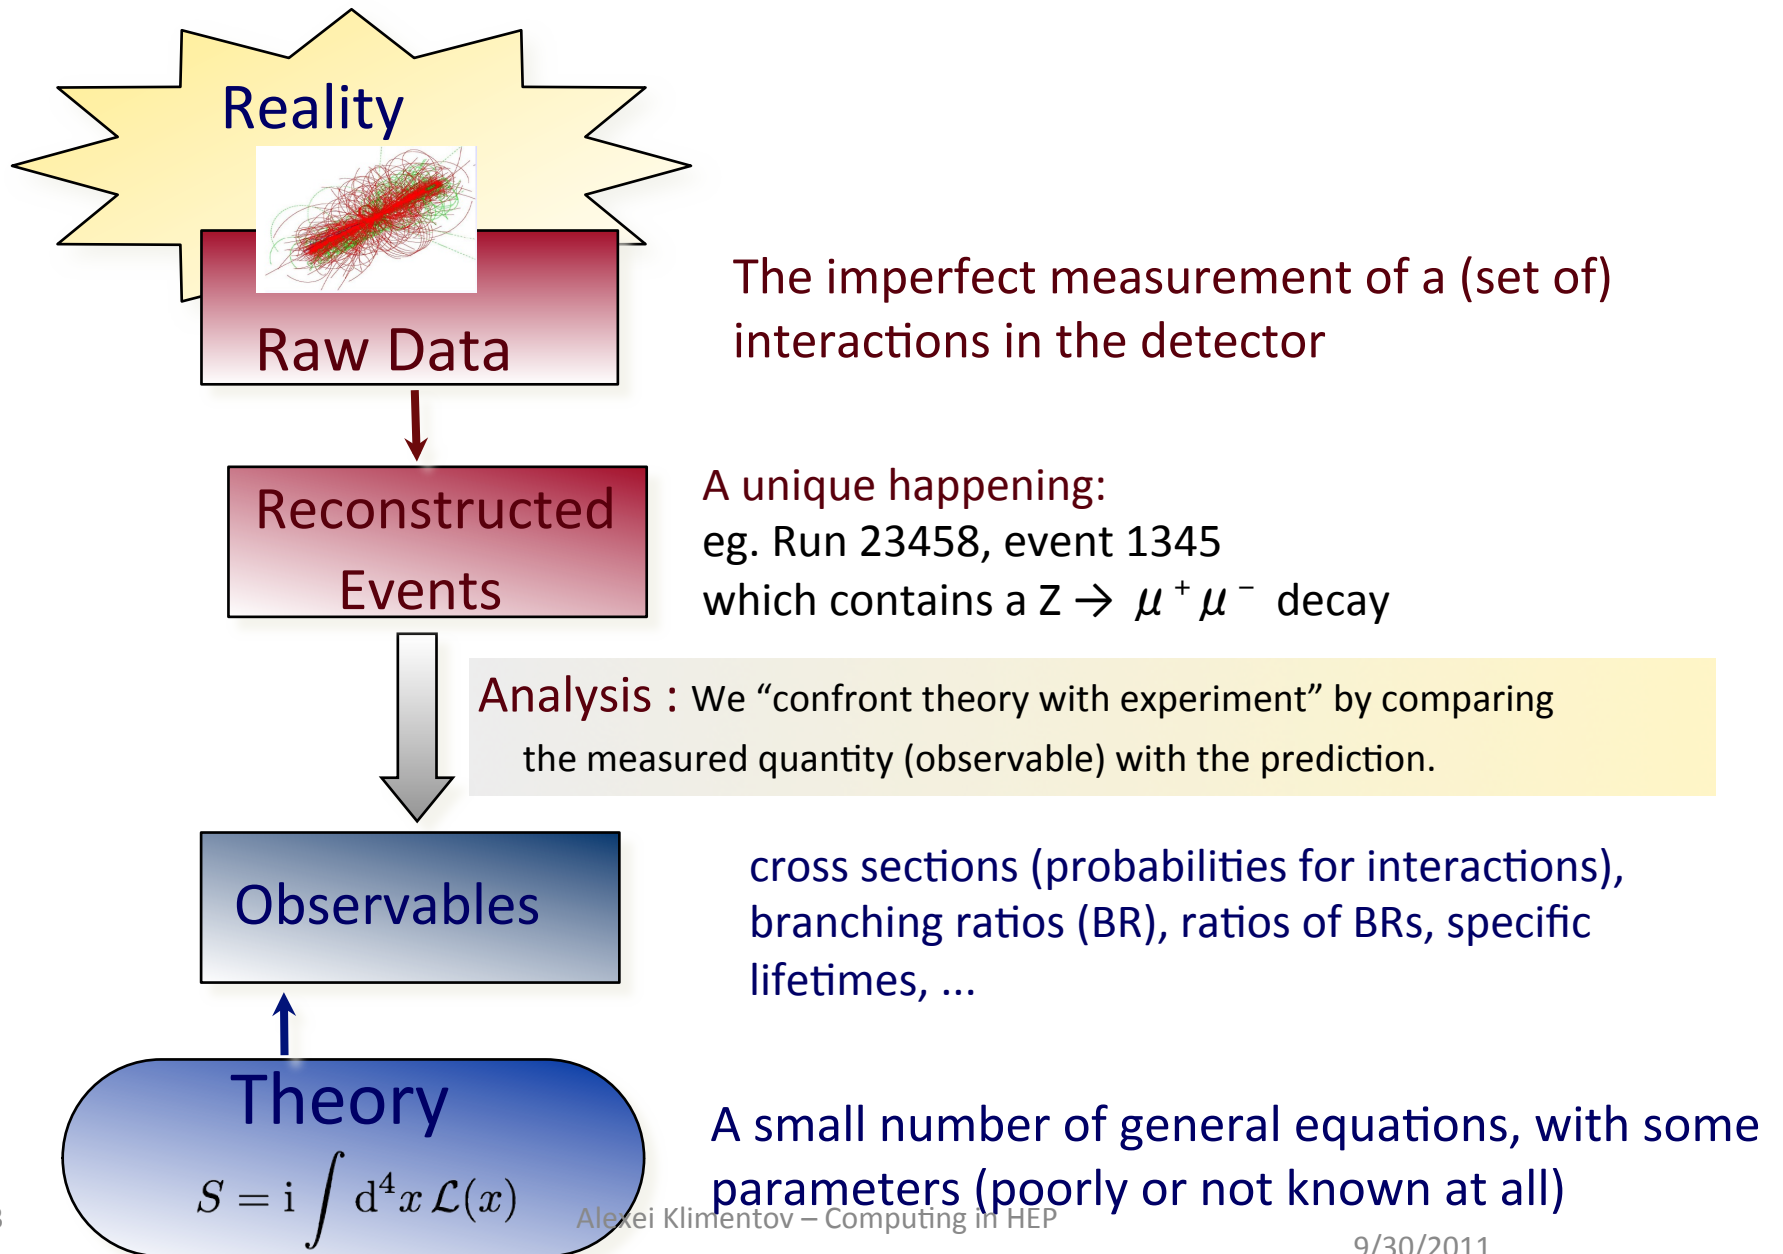 Reality
Raw Data
The imperfect measurement of a (set of)
interactions in the detector
Reconstructed
Events
A unique happening:
eg. Run 23458, event 1345
which contains a Z → μ⁺μ⁻ decay
Analysis : We “confront theory with experiment” by comparing
the measured quantity (observable) with the prediction.
Observables
cross sections (probabilities for interactions),
branching ratios (BR), ratios of BRs, specific
lifetimes, ...
Theory
S = i ∫ d⁴x ℒ(x)
A small number of general equations, with some
parameters (poorly or not known at all)
Alexei Klimentov – Computing in HEP
9/30/2011